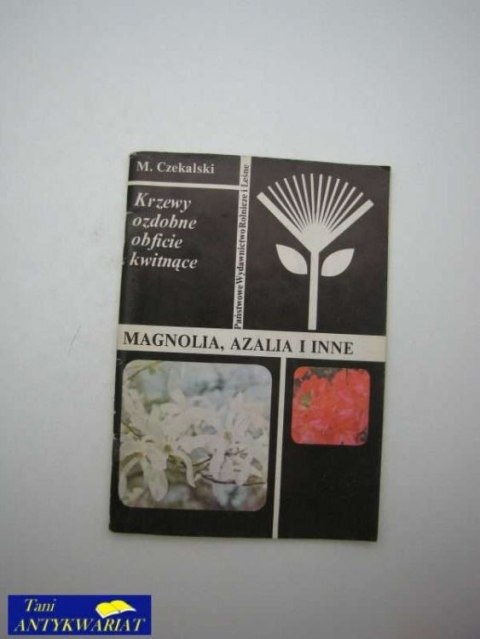 M. Czekalski
Krzewy
ozdobne
obficie
kwitnące
Państwowe Wydawnictwo Rolnicze i Leśne
MAGNOLIA, AZALIA I INNE
Tani
ANTYKWARIAT